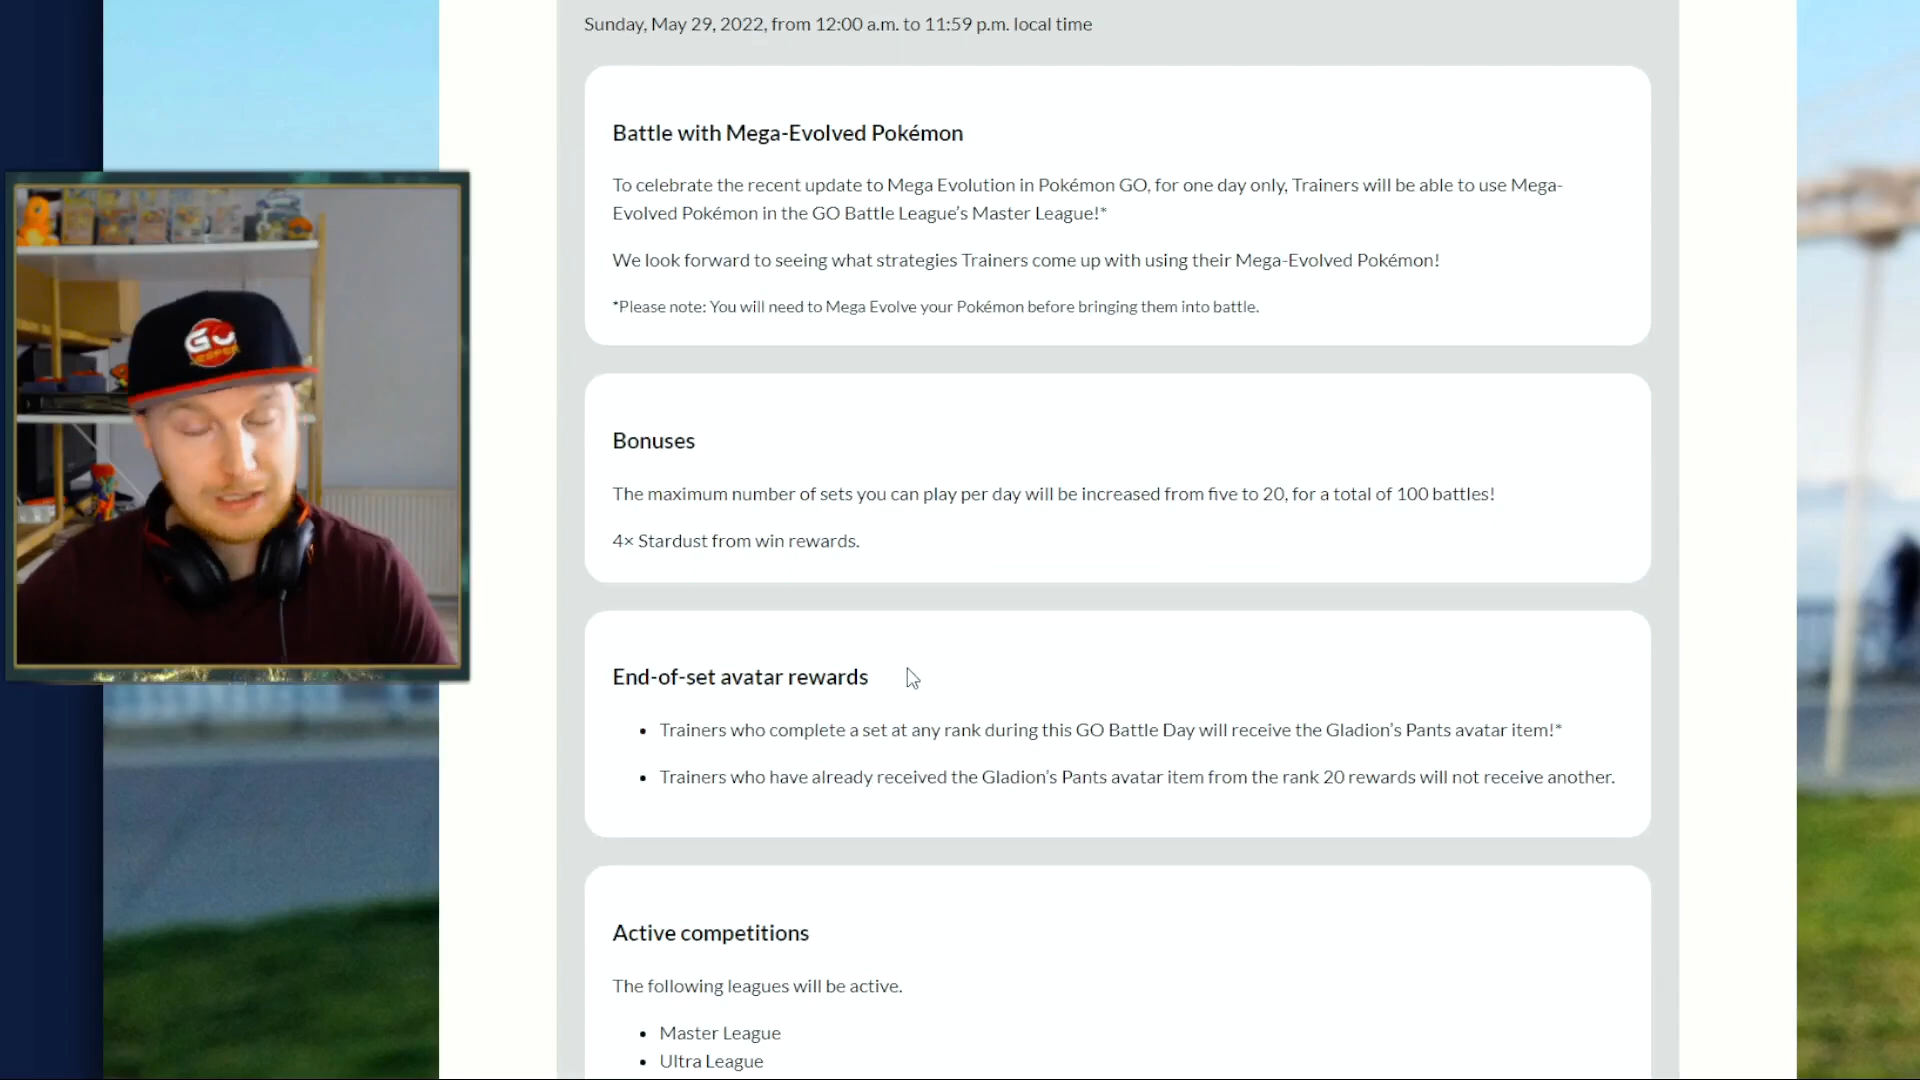 Sunday, May 29, 2022, from 12:00 a.m. to 11:59 p.m. local time
Battle with Mega-Evolved Pokémon
To celebrate the recent update to Mega Evolution in Pokémon GO, for one day only, Trainers will be able to use Mega-
Evolved Pokémon in the GO Battle League’s Master League!*
We look forward to seeing what strategies Trainers come up with using their Mega-Evolved Pokémon!
*Please note: You will need to Mega Evolve your Pokémon before bringing them into battle.
GO
Bonuses
The maximum number of sets you can play per day will be increased from five to 20, for a total of 100 battles!
4× Stardust from win rewards.
End-of-set avatar rewards
• Trainers who complete a set at any rank during this GO Battle Day will receive the Gladion’s Pants avatar item!*
• Trainers who have already received the Gladion’s Pants avatar item from the rank 20 rewards will not receive another.
Active competitions
The following leagues will be active.
• Master League
• Ultra League